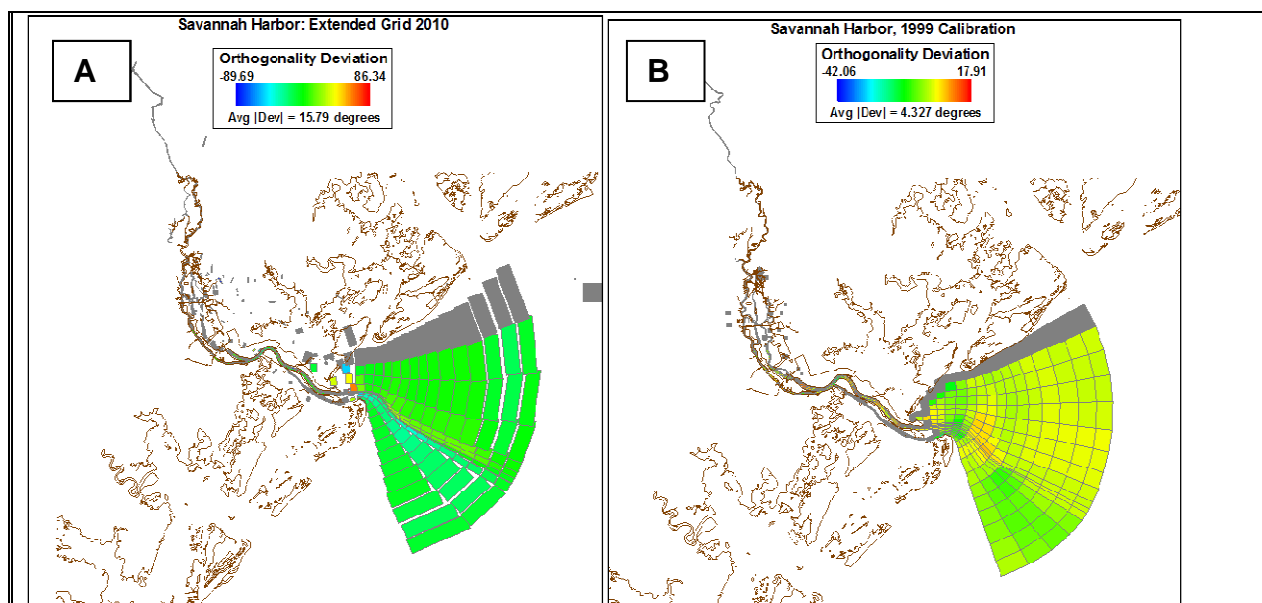 Savannah Harbor: Extended Grid 2010
A
Orthogonality Deviation
-89.69 86.34
Avg |Dev| = 15.79 degrees
Savannah Harbor, 1999 Calibration
B
Orthogonality Deviation
-42.06 17.91
Avg |Dev| = 4.327 degrees